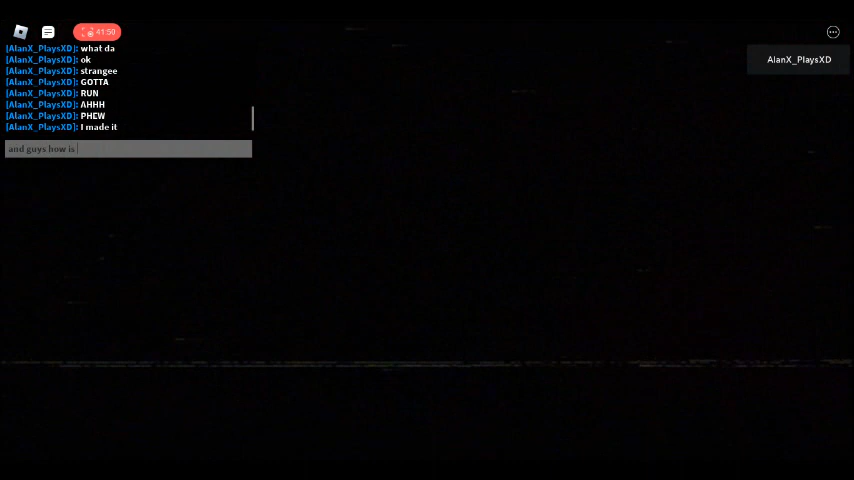 41:50
[AlanX_PlaysXD]: what da
[AlanX_PlaysXD]: ok
[AlanX_PlaysXD]: strangee
[AlanX_PlaysXD]: GOTTA
[AlanX_PlaysXD]: RUN
[AlanX_PlaysXD]: AHHH
[AlanX_PlaysXD]: PHEW
[AlanX_PlaysXD]: I made it
and guys how is
AlanX_PlaysXD